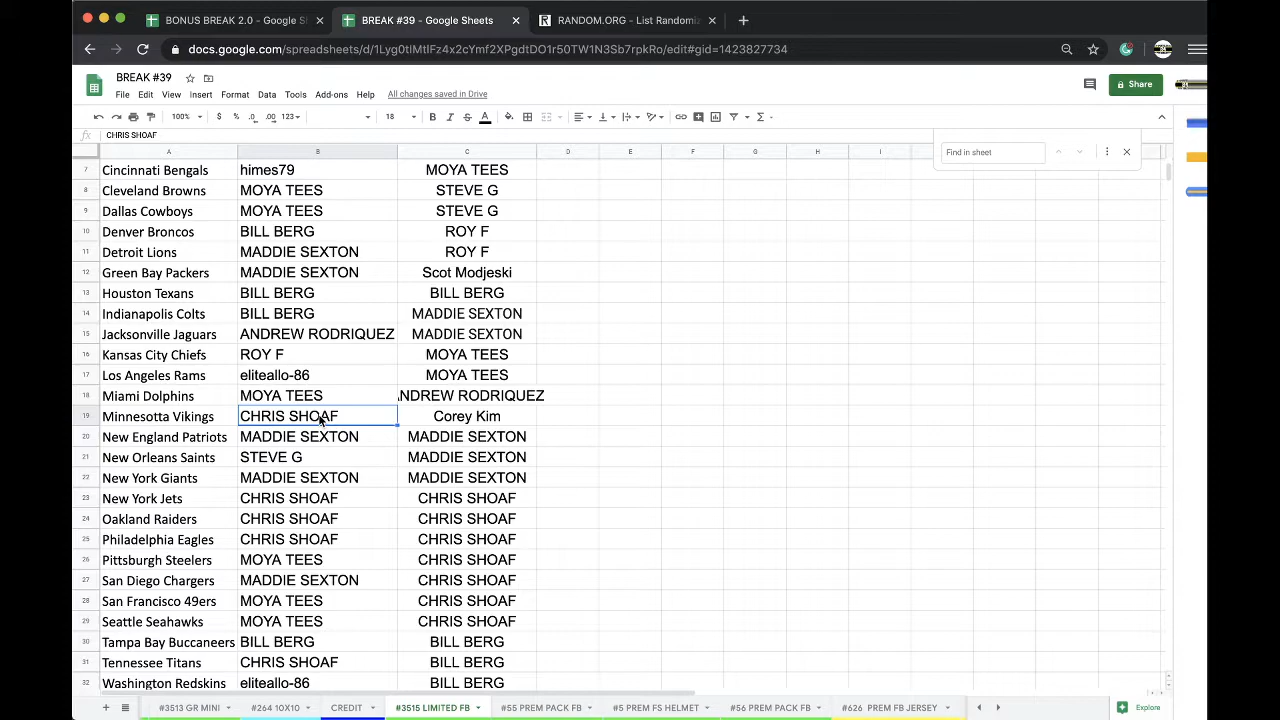 BONUS BREAK 2.0 - Google Sh
BREAK #39 - Google Sheets
RANDOM.ORG - List Randomiz
docs.google.com/spreadsheets/d/1Lyg0tIMtIFz4x2cYmf2XPgdtDO1r50TW1N3Sb7rpkRo/edit#gid=1423827734
BREAK #39
File Edit View Insert Format Data Tools Add-ons Help All changes saved in Drive
Share
100% $ % .0 .00 123 18 B I S A
fx CHRIS SHOAF
Find in sheet
A B C D E F G H I J K L
7 Cincinnati Bengals himes79 MOYA TEES
8 Cleveland Browns MOYA TEES STEVE G
9 Dallas Cowboys MOYA TEES STEVE G
10 Denver Broncos BILL BERG ROY F
11 Detroit Lions MADDIE SEXTON ROY F
12 Green Bay Packers MADDIE SEXTON Scot Modjeski
13 Houston Texans BILL BERG BILL BERG
14 Indianapolis Colts BILL BERG MADDIE SEXTON
15 Jacksonville Jaguars ANDREW RODRIQUEZ MADDIE SEXTON
16 Kansas City Chiefs ROY F MOYA TEES
17 Los Angeles Rams eliteallo-86 MOYA TEES
18 Miami Dolphins MOYA TEES NDREW RODRIQUEZ
19 Minnesotta Vikings CHRIS SHOAF Corey Kim
20 New England Patriots MADDIE SEXTON MADDIE SEXTON
21 New Orleans Saints STEVE G MADDIE SEXTON
22 New York Giants MADDIE SEXTON MADDIE SEXTON
23 New York Jets CHRIS SHOAF CHRIS SHOAF
24 Oakland Raiders CHRIS SHOAF CHRIS SHOAF
25 Philadelphia Eagles CHRIS SHOAF CHRIS SHOAF
26 Pittsburgh Steelers MOYA TEES CHRIS SHOAF
27 San Diego Chargers MADDIE SEXTON CHRIS SHOAF
28 San Francisco 49ers MOYA TEES CHRIS SHOAF
29 Seattle Seahawks MOYA TEES CHRIS SHOAF
30 Tampa Bay Buccaneers BILL BERG BILL BERG
31 Tennessee Titans CHRIS SHOAF BILL BERG
32 Washington Redskins eliteallo-86 BILL BERG
#3513 GR MINI #264 10X10 CREDIT #3515 LIMITED FB #55 PREM PACK FB #5 PREM FS HELMET #56 PREM PACK FB #626 PREM FB JERSEY Explore